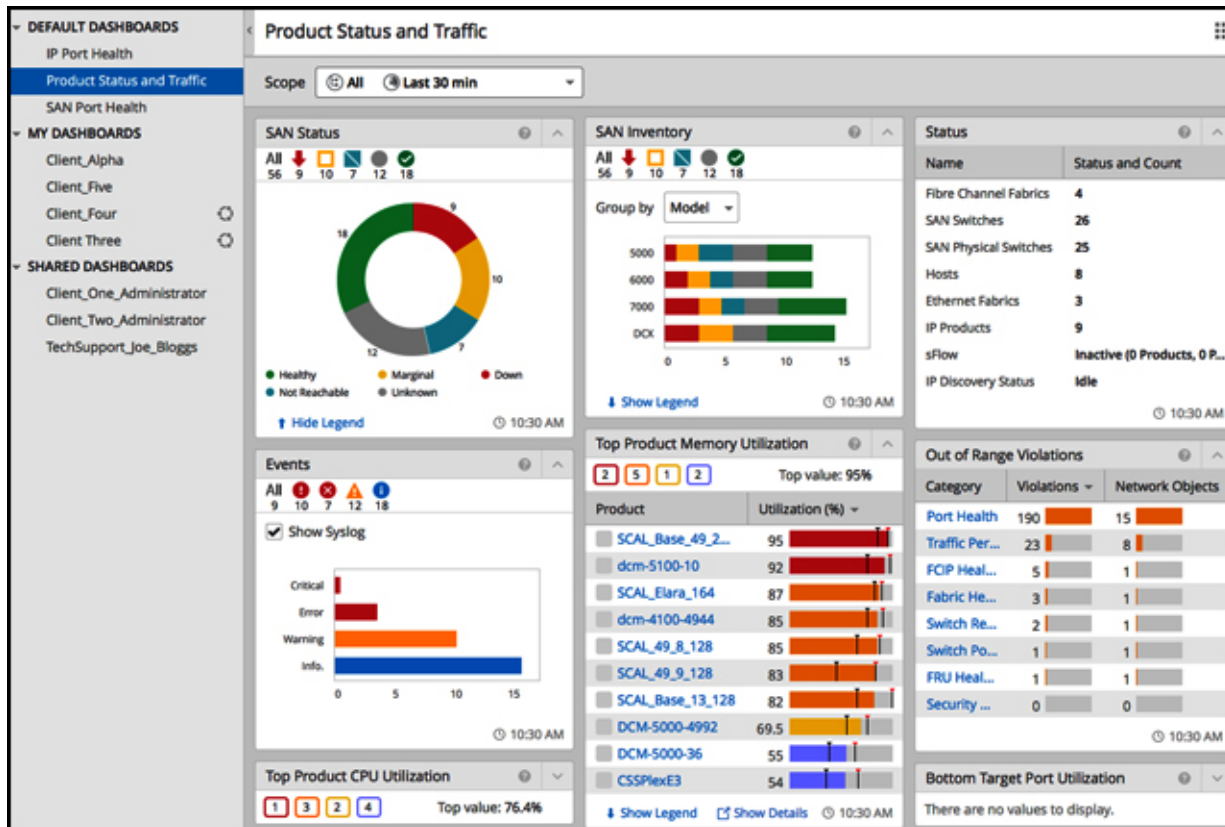 DEFAULT DASHBOARDS
IP Port Health
Product Status and Traffic
SAN Port Health
MY DASHBOARDS
Client_Alpha
Client_Five
Client_Four
Client Three
SHARED DASHBOARDS
Client_One_Administrator
Client_Two_Administrator
TechSupport_Joe_Bloggs
Product Status and Traffic
Scope All Last 30 min
SAN Status
All
56 9 10 7 12 18
9
18
10
12
7
Healthy Marginal Down
Not Reachable Unknown
Hide Legend 10:30 AM
Events
All
9 10 7 12 18
Show Syslog
Critical
Error
Warning
Info.
0 5 10 15
10:30 AM
Top Product CPU Utilization
1 3 2 4 Top value: 76.4%
SAN Inventory
All
56 9 10 7 12 18
Group by Model
5000
6000
7000
DCX
0 5 10 15
Show Legend 10:30 AM
Top Product Memory Utilization
2 5 1 2 Top value: 95%
Product Utilization (%)
SCAL_Base_49_2... 95
dcm-5100-10 92
SCAL_Elara_164 87
dcm-4100-4944 85
SCAL_49_8_128 85
SCAL_49_9_128 83
SCAL_Base_13_128 82
DCM-5000-4992 69.5
DCM-5000-36 55
CSSPlexE3 54
Show Legend Show Details 10:30 AM
Status
Name Status and Count
Fibre Channel Fabrics 4
SAN Switches 26
SAN Physical Switches 25
Hosts 8
Ethernet Fabrics 3
IP Products 9
sFlow Inactive (0 Products, 0 P...
IP Discovery Status Idle
10:30 AM
Out of Range Violations
Category Violations Network Objects
Port Health 190 15
Traffic Per... 23 8
FCIP Heal... 5 1
Fabric He... 3 1
Switch Re... 2 1
Switch Po... 1 1
FRU Heal... 1 1
Security ... 0 0
10:30 AM
Bottom Target Port Utilization
There are no values to display.